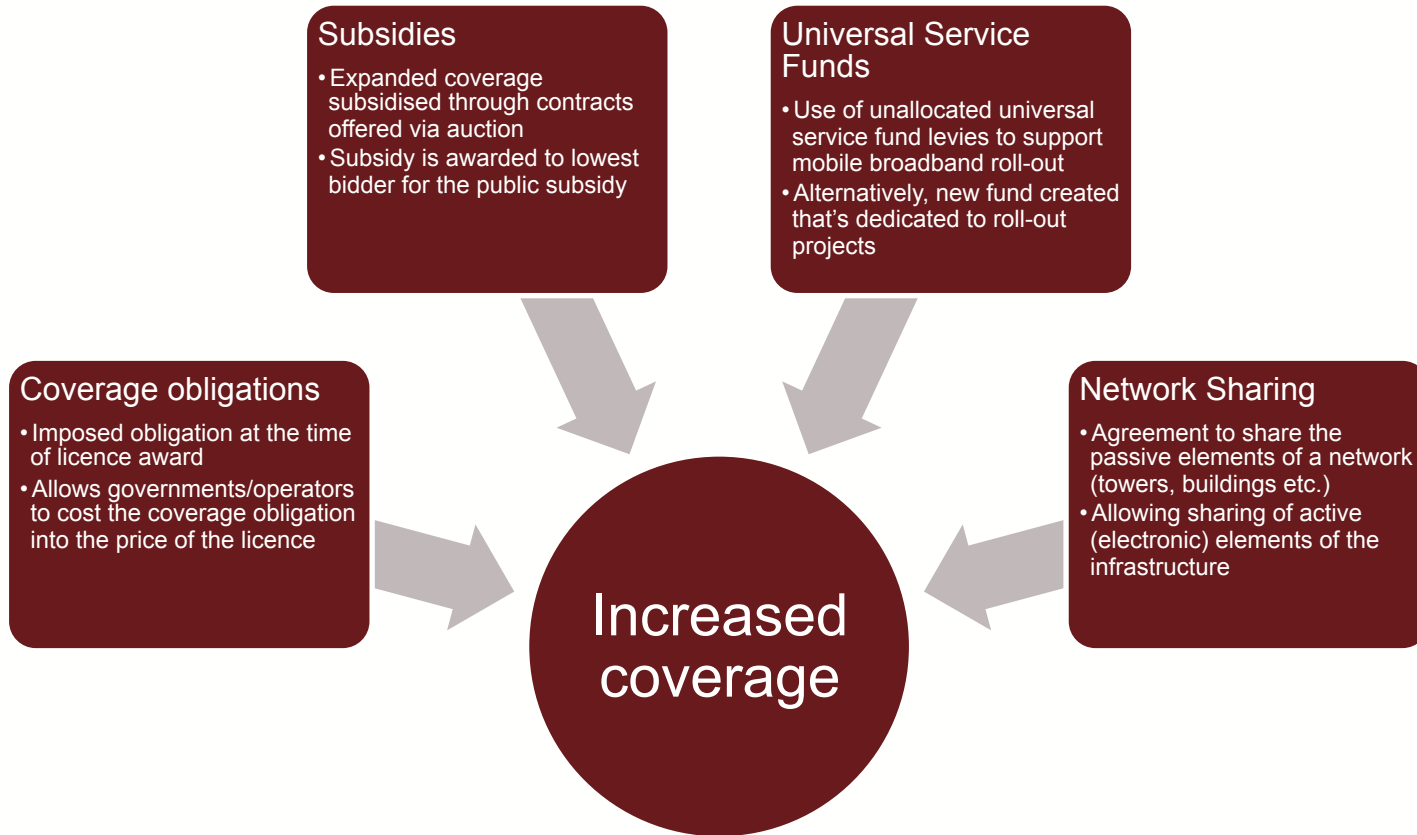 Subsidies
• Expanded coverage
subsidised through contracts
offered via auction
• Subsidy is awarded to lowest
bidder for the public subsidy
Universal Service
Funds
• Use of unallocated universal
service fund levies to support
mobile broadband roll-out
• Alternatively, new fund created
that’s dedicated to roll-out
projects
Coverage obligations
• Imposed obligation at the time
of licence award
• Allows governments/operators
to cost the coverage obligation
into the price of the licence
Network Sharing
• Agreement to share the
passive elements of a network
(towers, buildings etc.)
• Allowing sharing of active
(electronic) elements of the
infrastructure
Increased
coverage